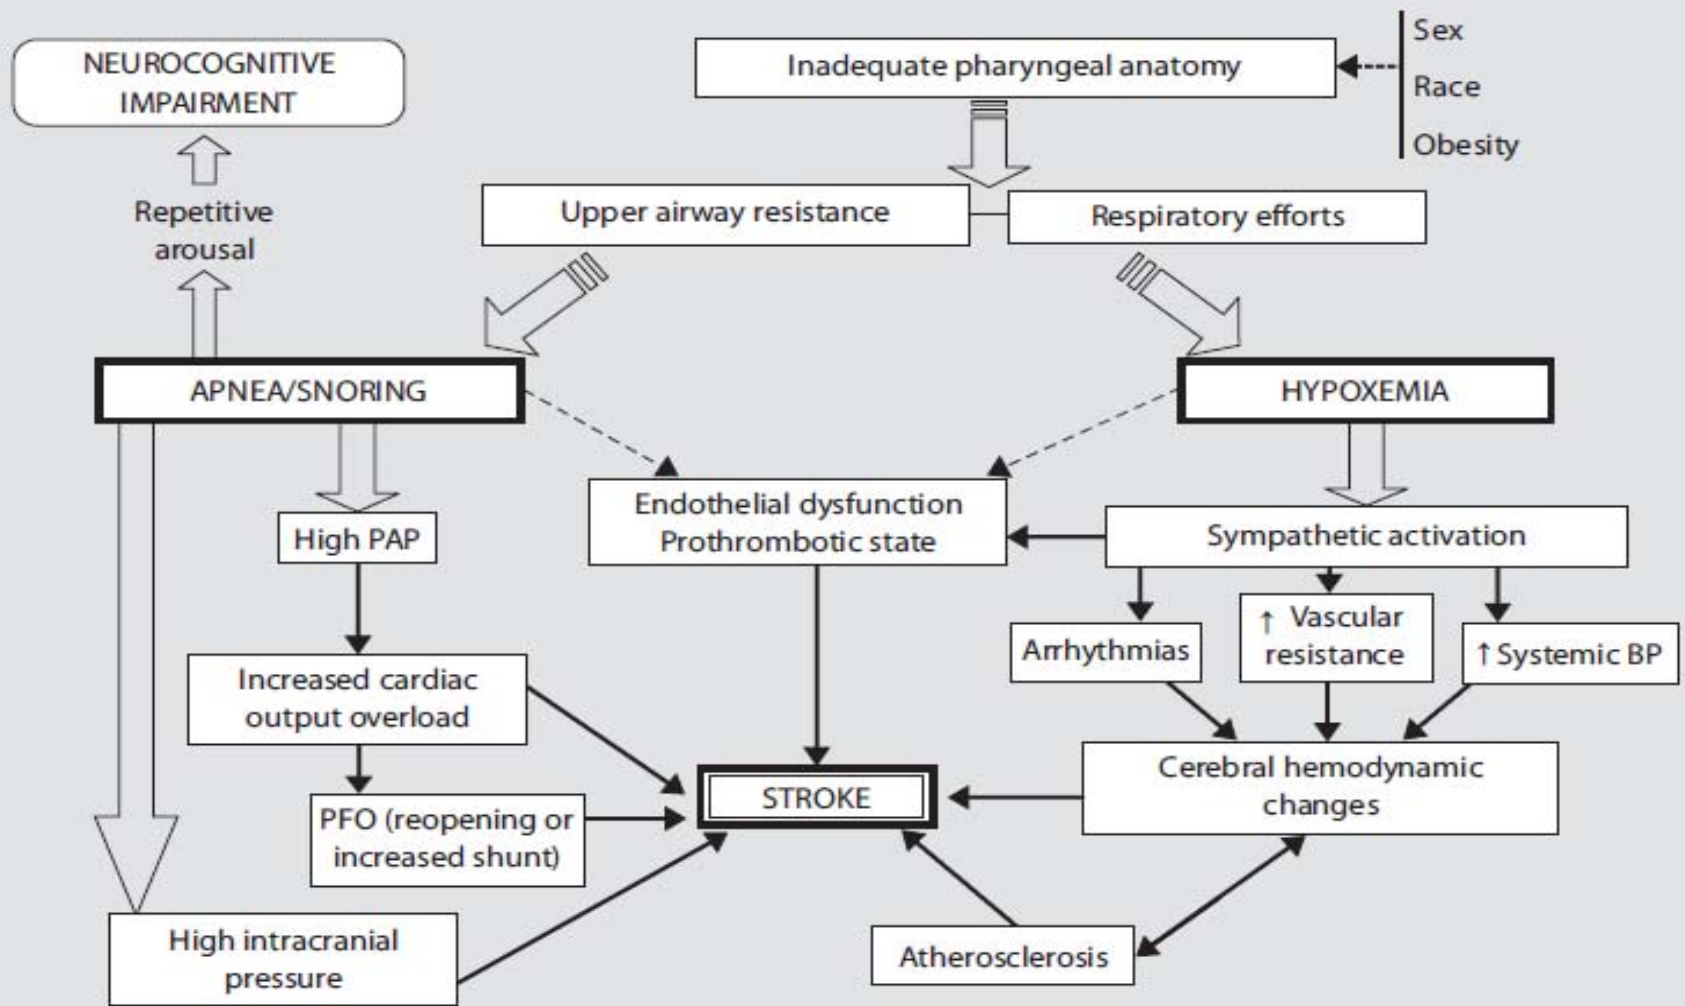 NEUROCOGNITIVE
IMPAIRMENT
Inadequate pharyngeal anatomy
Sex
Race
Obesity
Repetitive
arousal
Upper airway resistance
Respiratory efforts
APNEA/SNORING
HYPOXEMIA
Endothelial dysfunction
Prothrombotic state
High PAP
Sympathetic activation
Arrhythmias
↑ Vascular
resistance
↑ Systemic BP
Increased cardiac
output overload
STROKE
Cerebral hemodynamic
changes
PFO (reopening or
increased shunt)
High intracranial
pressure
Atherosclerosis